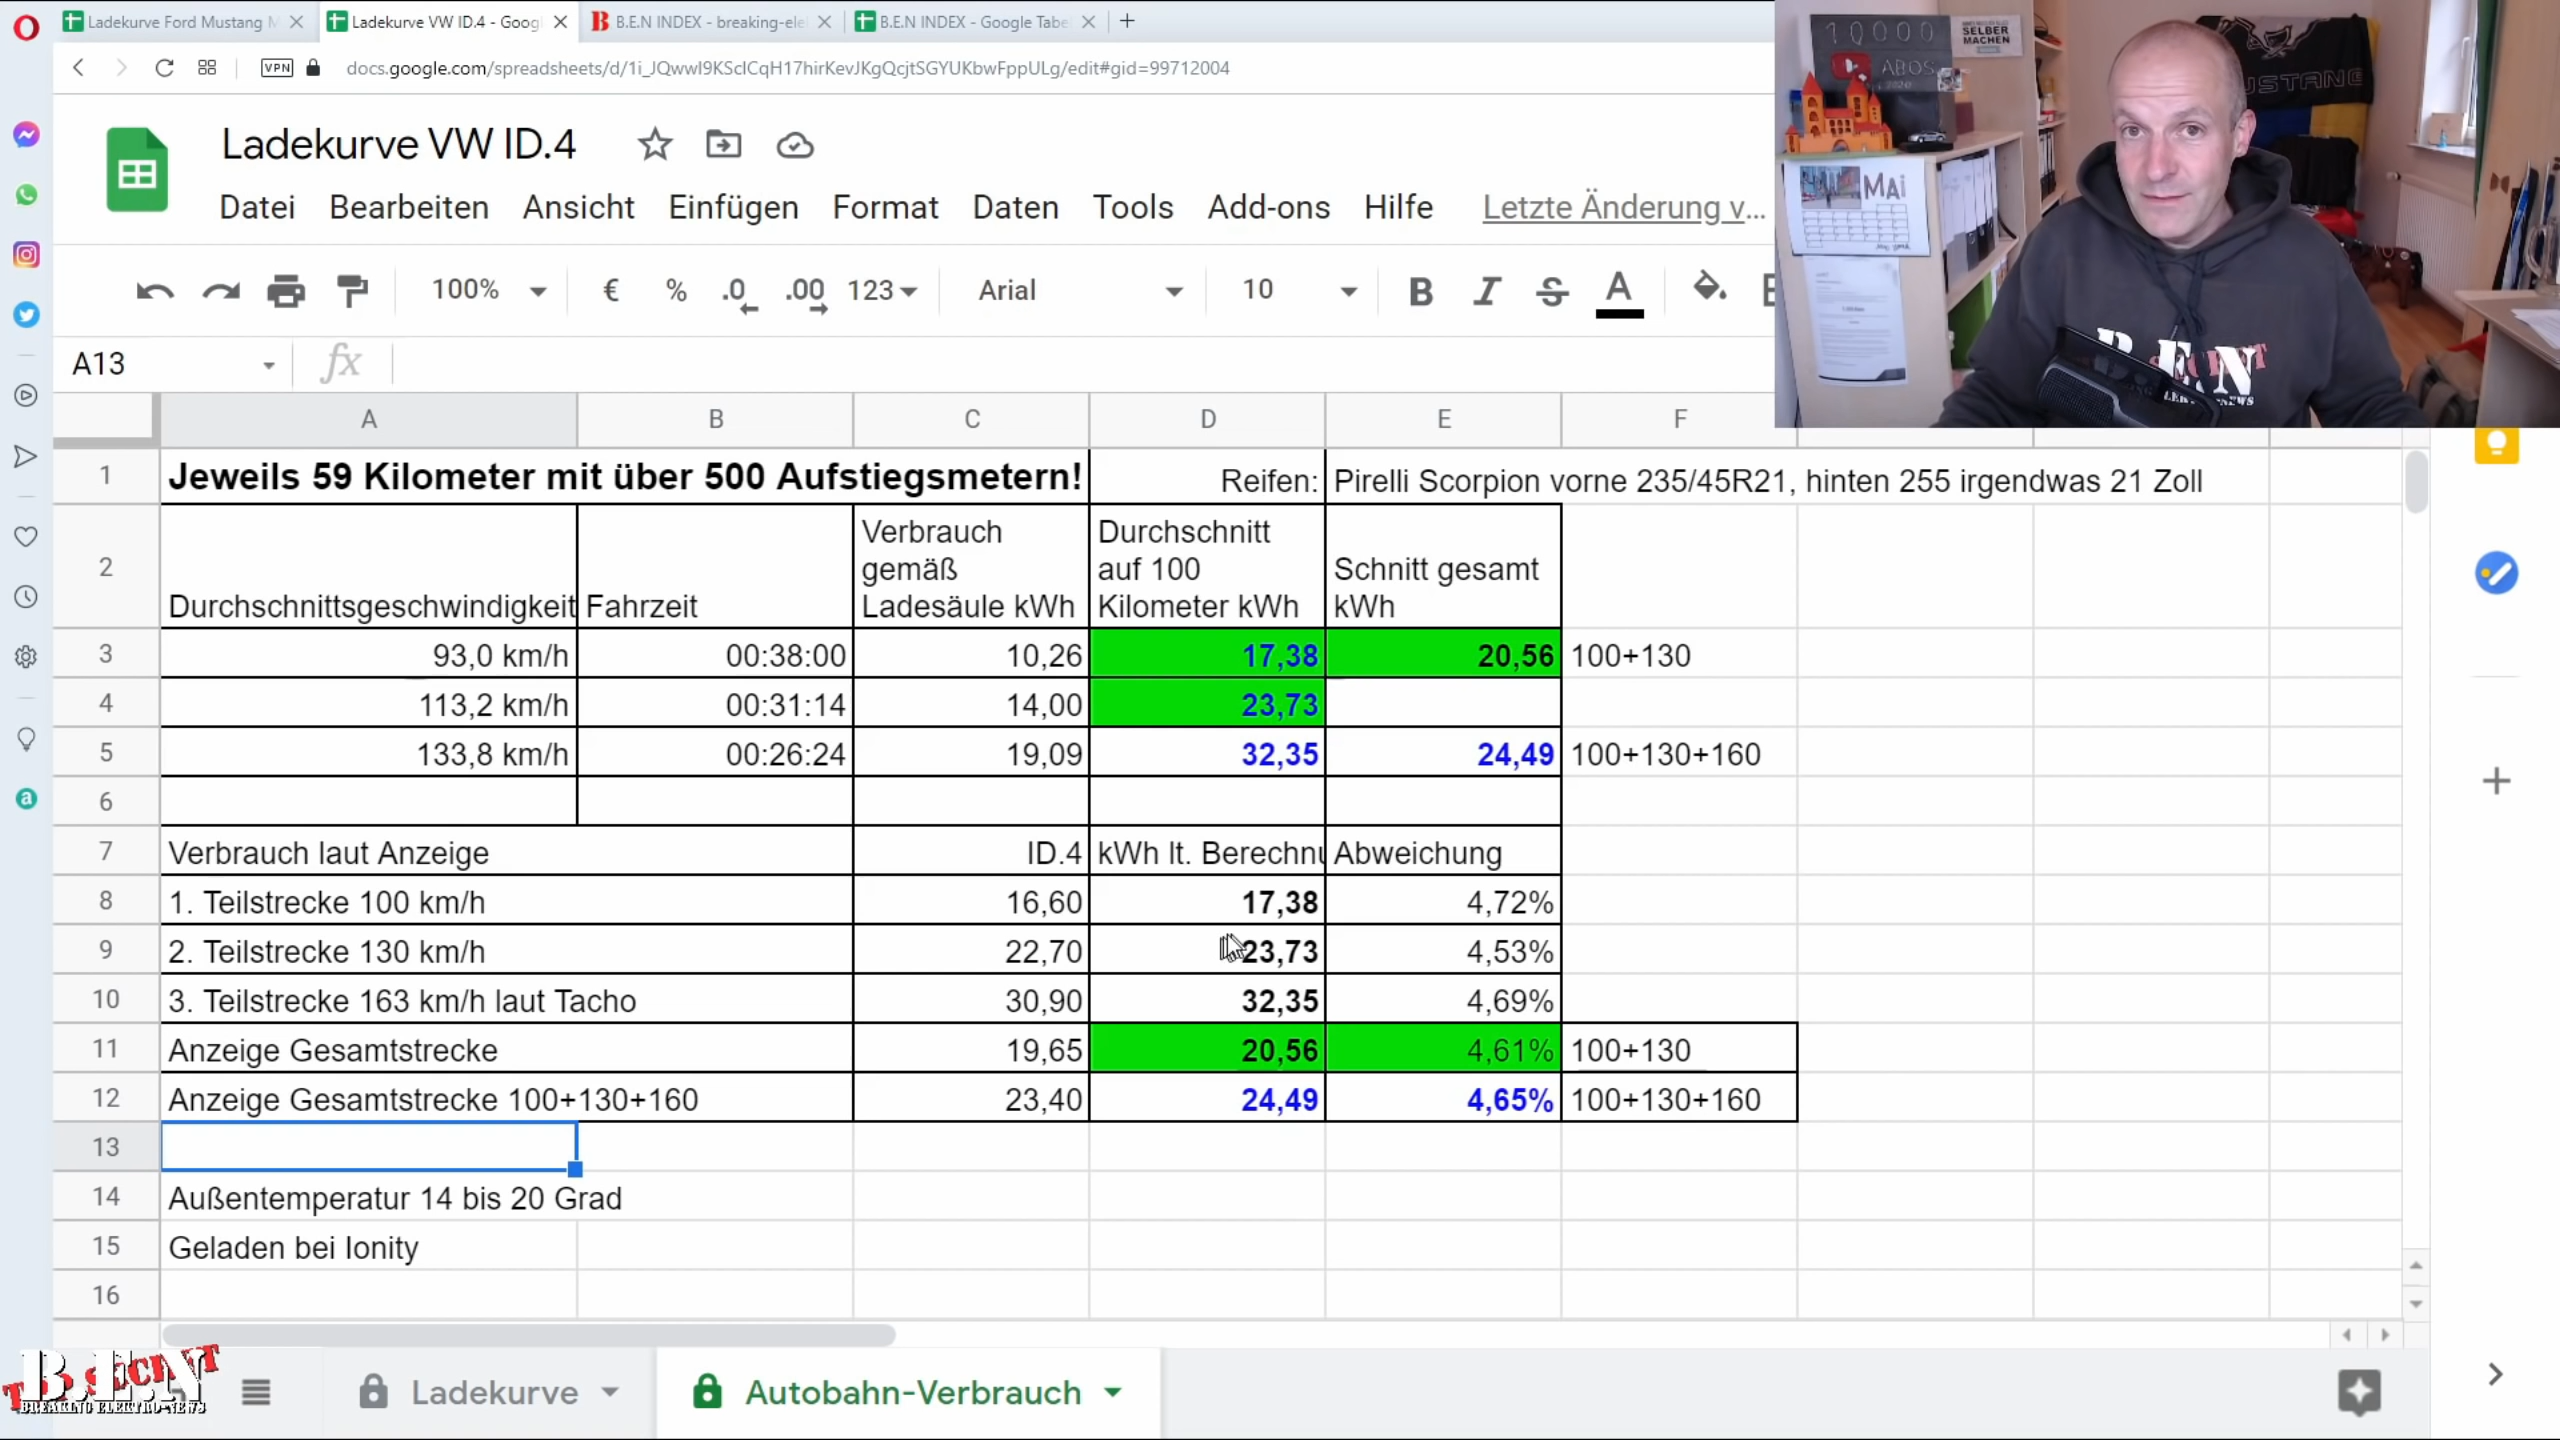 Ladekurve Ford Mustang M
Ladekurve VW ID.4 - Goog
B.E.N INDEX - breaking-ele
B.E.N INDEX - Google Tabe
VPN
docs.google.com/spreadsheets/d/1i_JQwwI9KScICqH17hirKevJKgQcjtSGYUKbwFppULg/edit#gid=99712004
Ladekurve VW ID.4
Datei Bearbeiten Ansicht Einfügen Format Daten Tools Add-ons Hilfe Letzte Änderung v...
100% € % .0 .00 123 Arial 10 B I S A
A13 fx
10000
ABOS
2020
SELBER
MACHEN
MUSTANG
MAI
B.E.N
A B C D E F
1 Jeweils 59 Kilometer mit über 500 Aufstiegsmetern! Reifen: Pirelli Scorpion vorne 235/45R21, hinten 255 irgendwas 21 Zoll
2 Durchschnittsgeschwindigkeit Fahrzeit Verbrauch gemäß Ladesäule kWh Durchschnitt auf 100 Kilometer kWh Schnitt gesamt kWh
3 93,0 km/h 00:38:00 10,26 17,38 20,56 100+130
4 113,2 km/h 00:31:14 14,00 23,73
5 133,8 km/h 00:26:24 19,09 32,35 24,49 100+130+160
6
7 Verbrauch laut Anzeige ID.4 kWh lt. Berechnu Abweichung
8 1. Teilstrecke 100 km/h 16,60 17,38 4,72%
9 2. Teilstrecke 130 km/h 22,70 23,73 4,53%
10 3. Teilstrecke 163 km/h laut Tacho 30,90 32,35 4,69%
11 Anzeige Gesamtstrecke 19,65 20,56 4,61% 100+130
12 Anzeige Gesamtstrecke 100+130+160 23,40 24,49 4,65% 100+130+160
13
14 Außentemperatur 14 bis 20 Grad
15 Geladen bei Ionity
16
B.E.N
BREAKING ELEKTRO-NEWS
Ladekurve Autobahn-Verbrauch